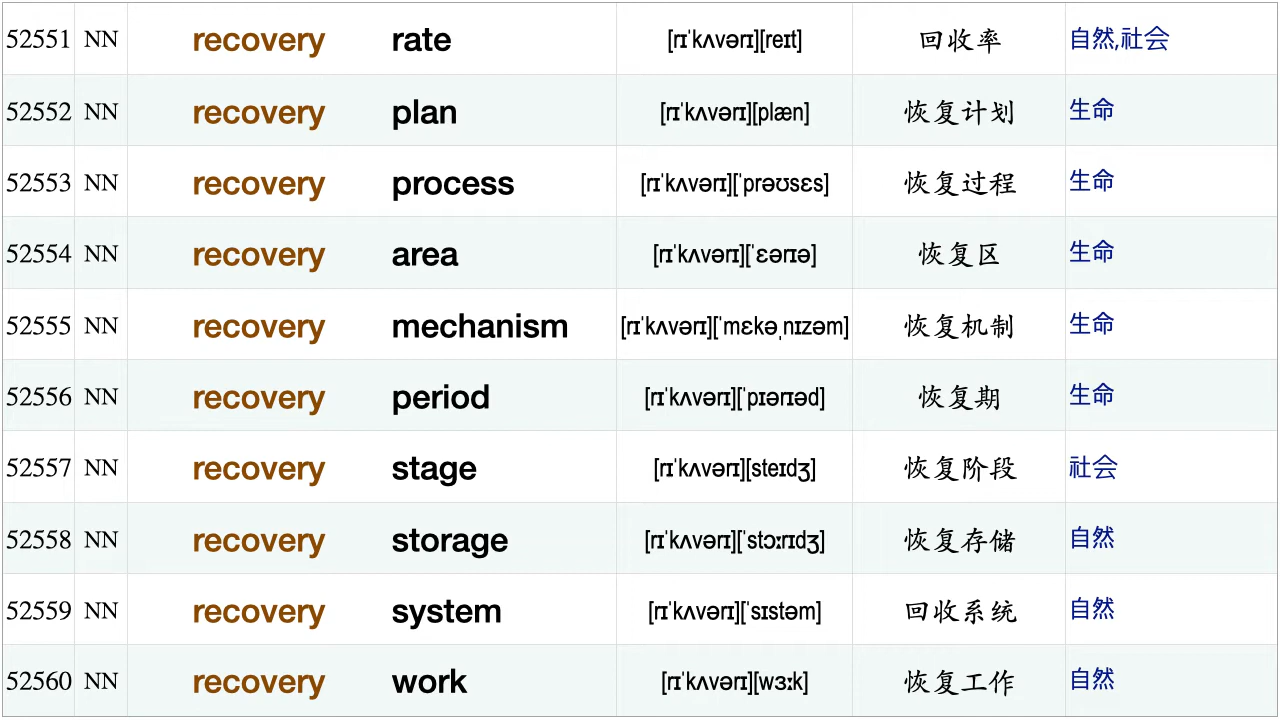 52551 NN recovery rate [rɪˈkʌvərɪ][reɪt] 回收率 自然,社会
52552 NN recovery plan [rɪˈkʌvərɪ][plæn] 恢复计划 生命
52553 NN recovery process [rɪˈkʌvərɪ][ˈprəʊsɛs] 恢复过程 生命
52554 NN recovery area [rɪˈkʌvərɪ][ˈɛərɪə] 恢复区 生命
52555 NN recovery mechanism [rɪˈkʌvərɪ][ˈmɛkəˌnɪzəm] 恢复机制 生命
52556 NN recovery period [rɪˈkʌvərɪ][ˈpɪərɪəd] 恢复期 生命
52557 NN recovery stage [rɪˈkʌvərɪ][steɪdʒ] 恢复阶段 社会
52558 NN recovery storage [rɪˈkʌvərɪ][ˈstɔːrɪdʒ] 恢复存储 自然
52559 NN recovery system [rɪˈkʌvərɪ][ˈsɪstəm] 回收系统 自然
52560 NN recovery work [rɪˈkʌvərɪ][wɜːk] 恢复工作 自然